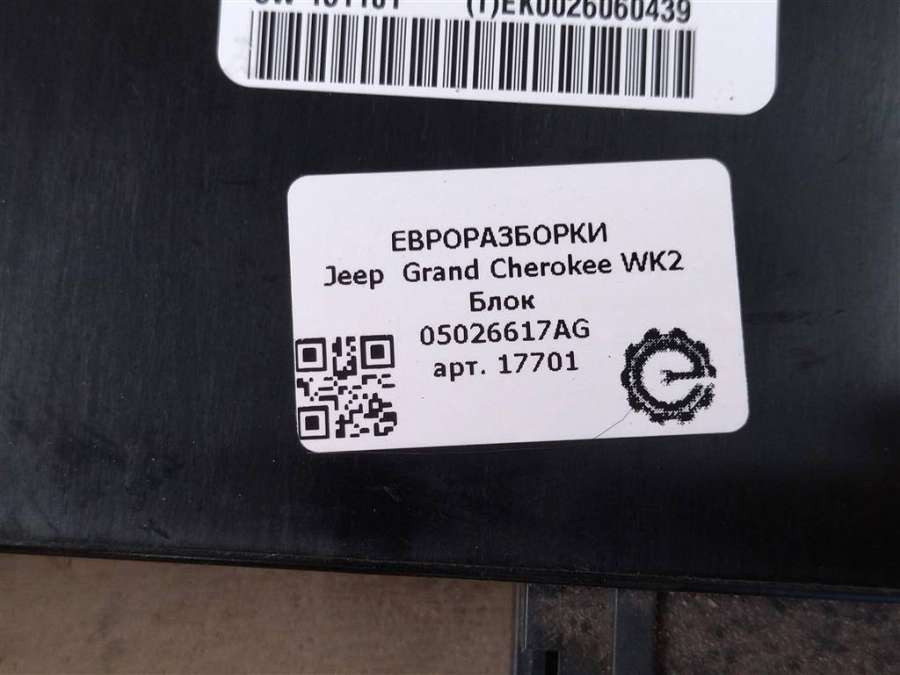 (1)EK0026060439
ЕВРОРАЗБОРКИ
Jeep Grand Cherokee WK2
Блок
05026617AG
арт. 17701